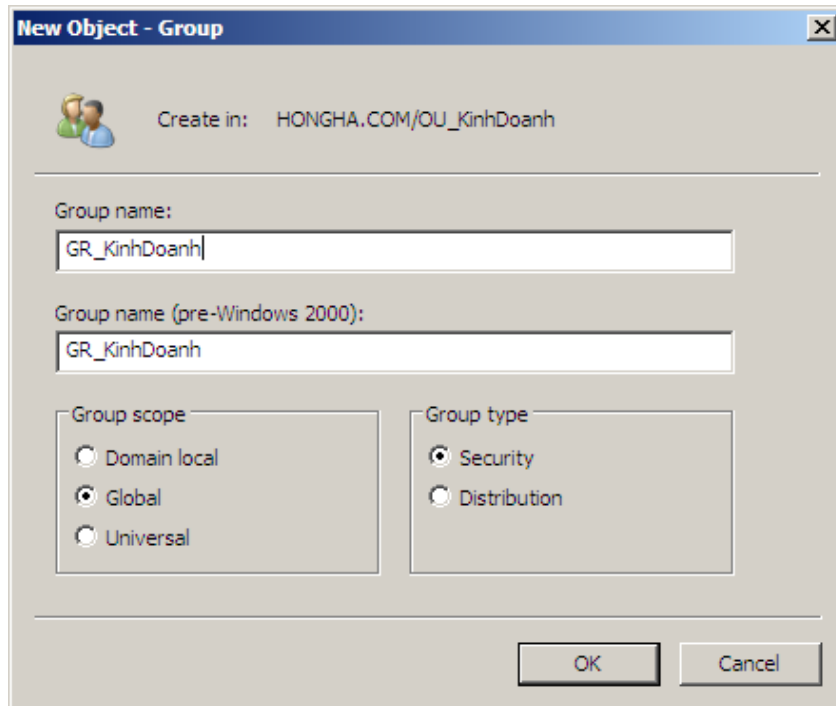 New Object - Group
Create in: HONGHA.COM/OU_KinhDoanh
Group name:
GR_KinhDoanh
Group name (pre-Windows 2000):
GR_KinhDoanh
Group scope
Domain local
Global
Universal
Group type
Security
Distribution
OK
Cancel